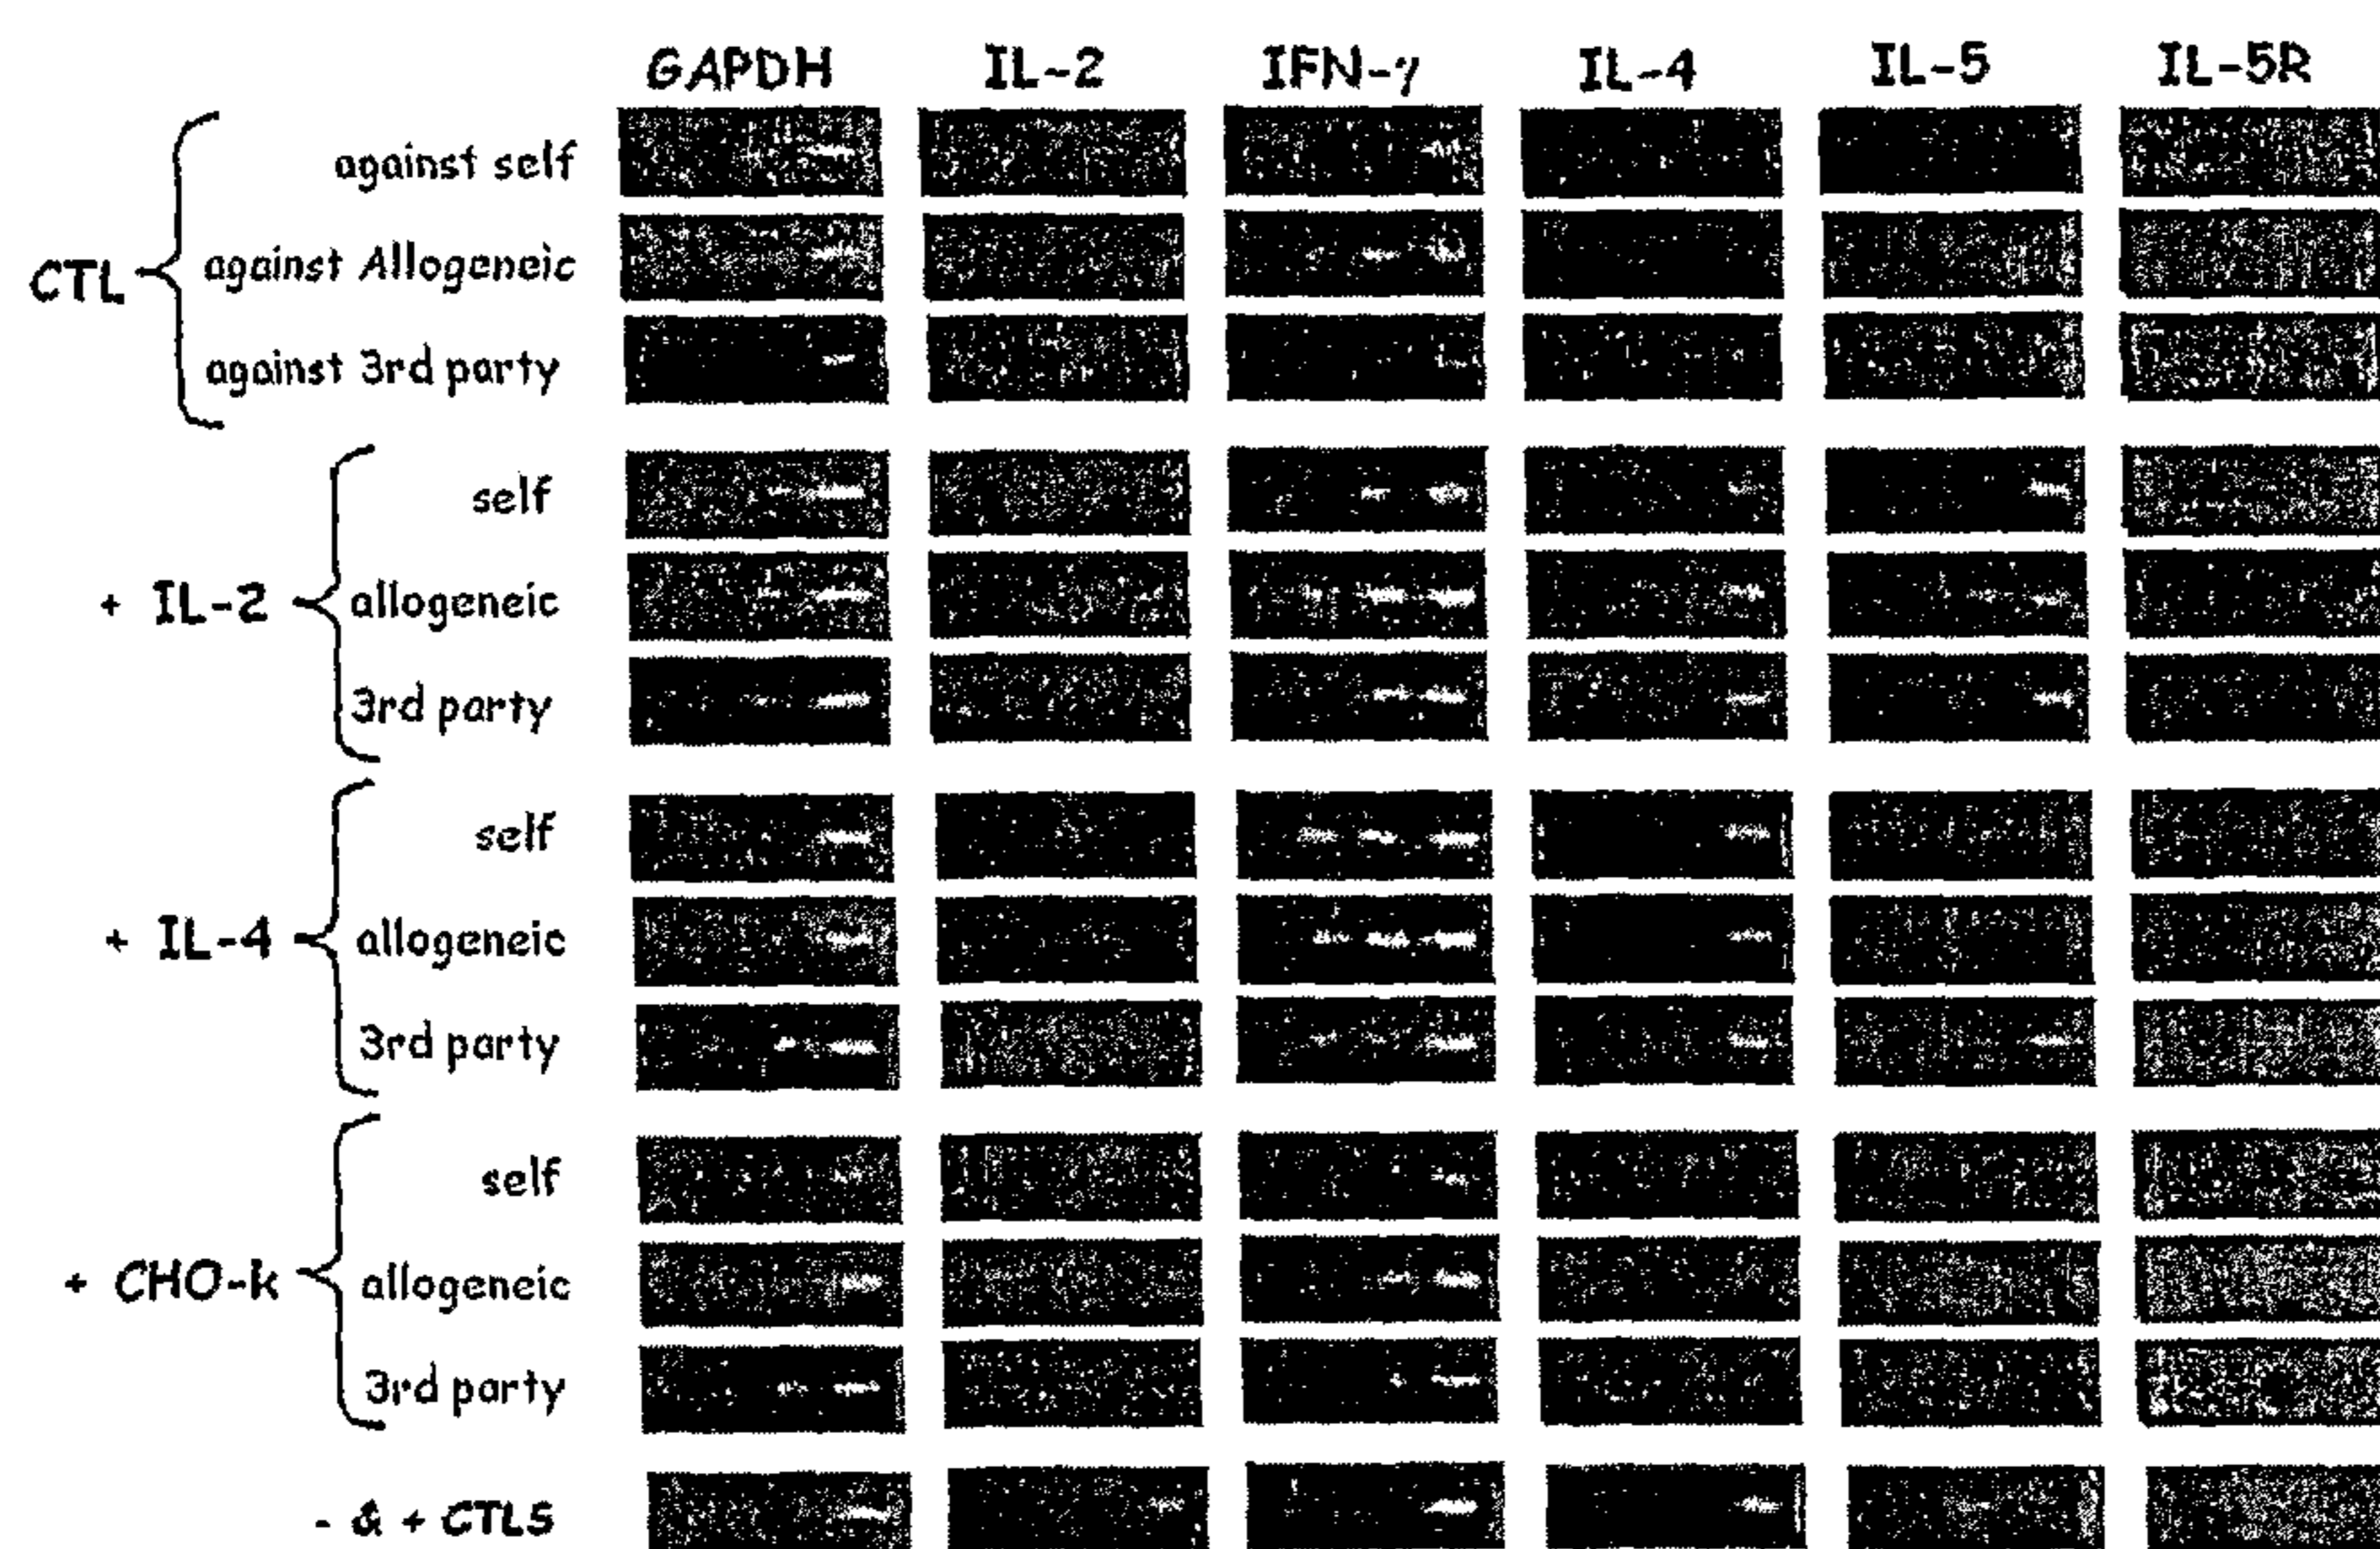 GAPDH IL-2 IFN-γ IL-4 IL-5 IL-5R
against self
CTL against Allogeneic
against 3rd party
self
+ IL-2 allogeneic
3rd party
self
+ IL-4 allogeneic
3rd party
self
+ CHO-k allogeneic
3rd party
- & + CTLS